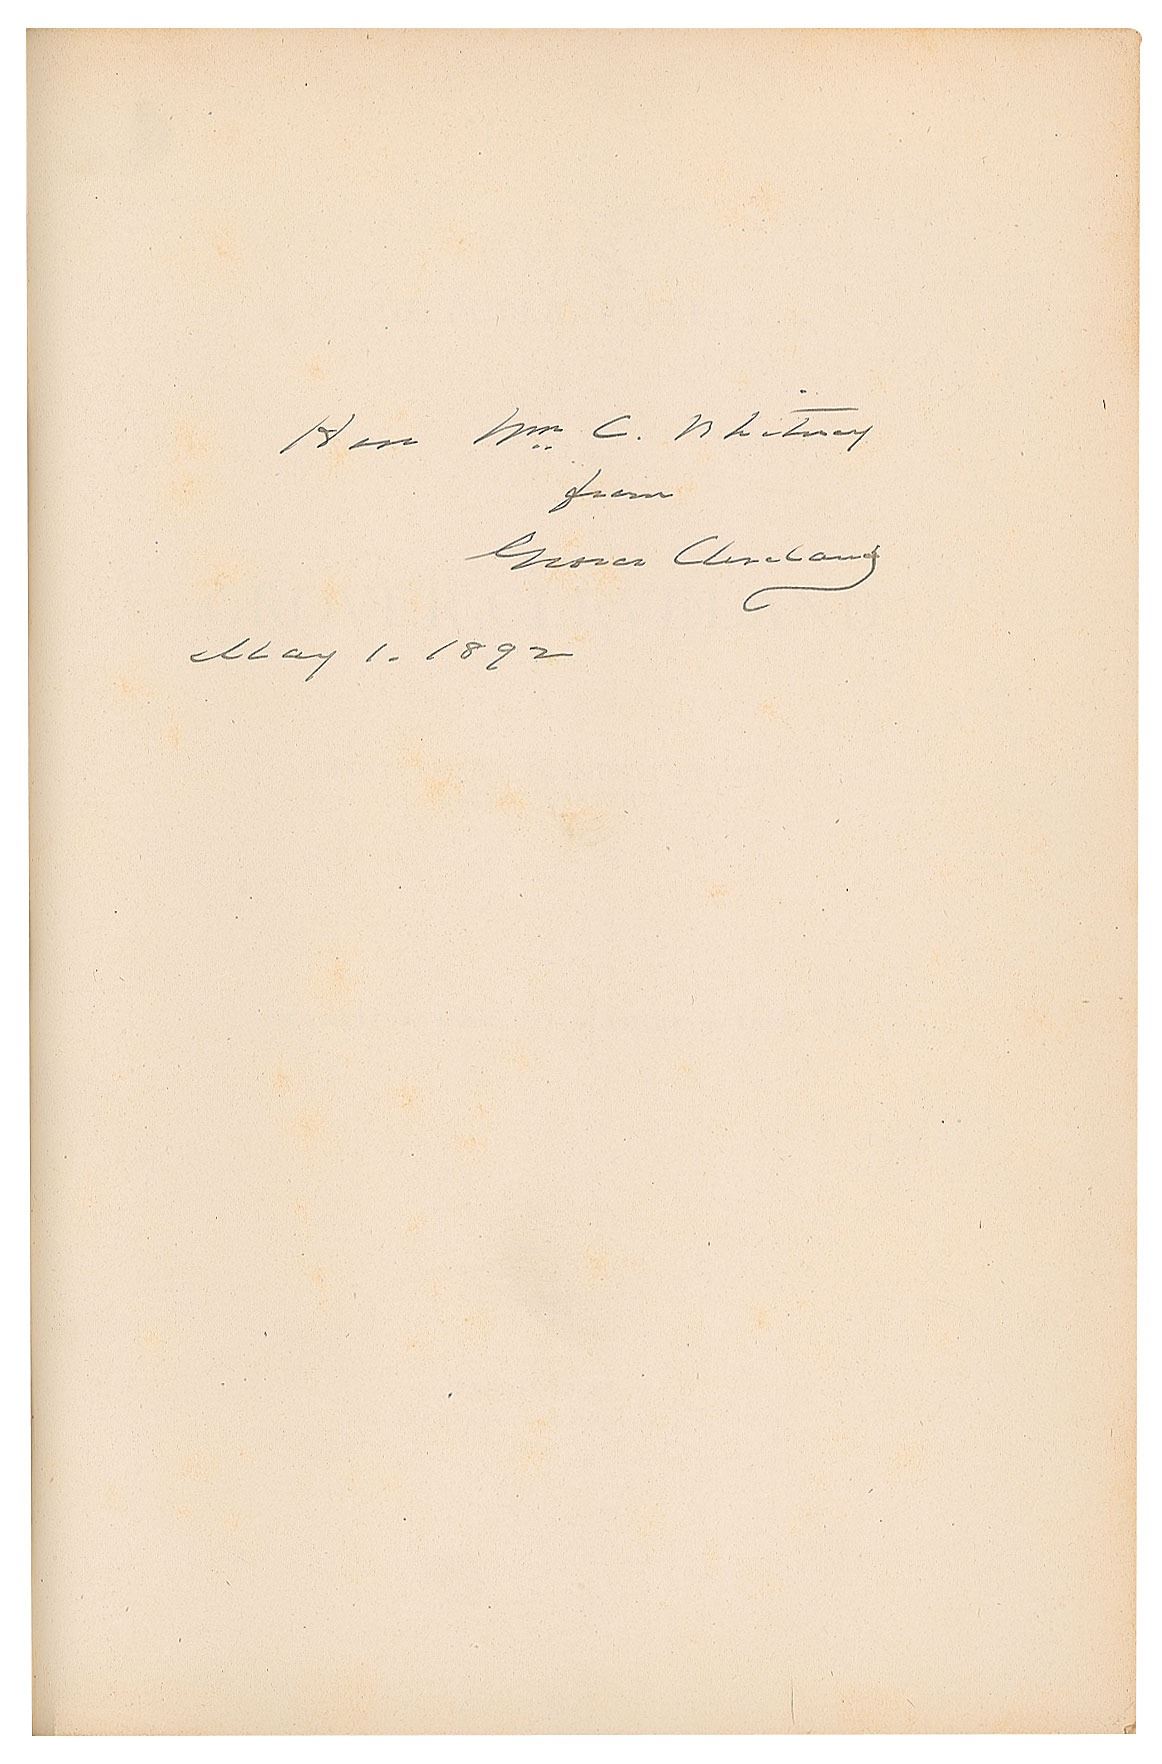 Hon Wm. C. Whitney
from
Grover Cleveland
May 1. 1892